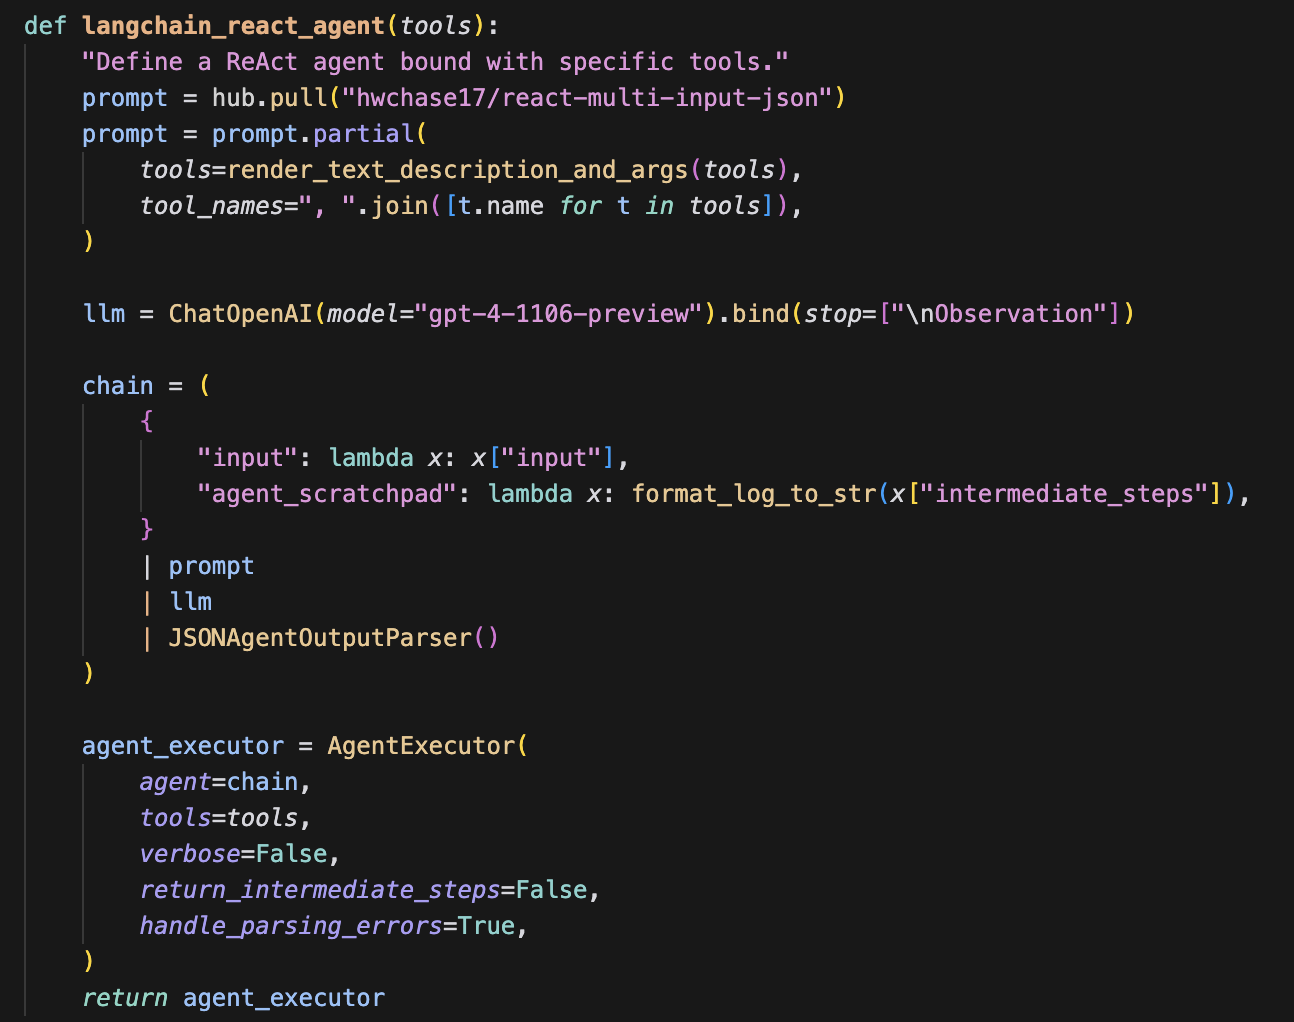 def langchain_react_agent(tools):
    "Define a ReAct agent bound with specific tools."
    prompt = hub.pull("hwchase17/react-multi-input-json")
    prompt = prompt.partial(
        tools=render_text_description_and_args(tools),
        tool_names=", ".join([t.name for t in tools]),
    )

    llm = ChatOpenAI(model="gpt-4-1106-preview").bind(stop=["\nObservation"])

    chain = (
        {
            "input": lambda x: x["input"],
            "agent_scratchpad": lambda x: format_log_to_str(x["intermediate_steps"]),
        }
        | prompt
        | llm
        | JSONAgentOutputParser()
    )

    agent_executor = AgentExecutor(
        agent=chain,
        tools=tools,
        verbose=False,
        return_intermediate_steps=False,
        handle_parsing_errors=True,
    )
    return agent_executor